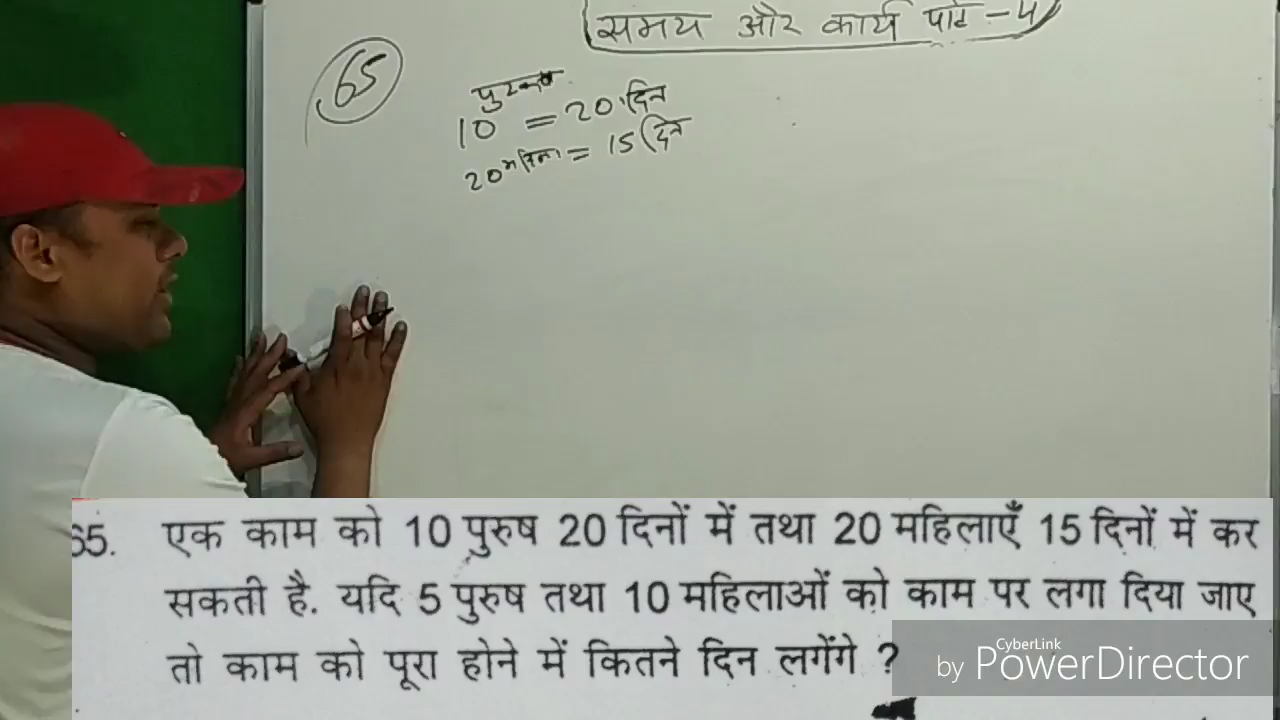 समय और कार्य पार्ट - 4
65
पुरुष
10 = 20 दिन
20 महिला = 15 दिन
65. एक काम को 10 पुरुष 20 दिनों में तथा 20 महिलाएँ 15 दिनों में कर
सकती है. यदि 5 पुरुष तथा 10 महिलाओं को काम पर लगा दिया जाए
तो काम को पूरा होने में कितने दिन लगेंगे ?
CyberLink
by PowerDirector